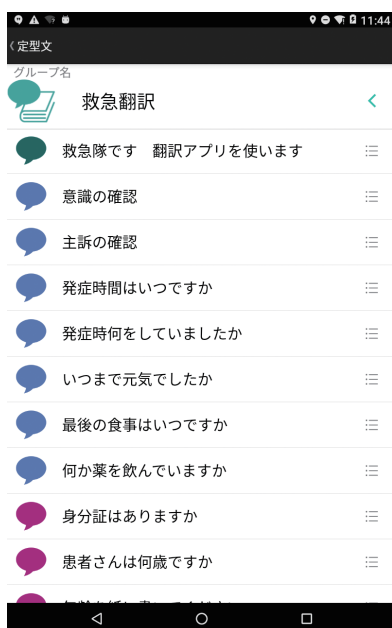 11:44
定型文
グループ名
救急翻訳
救急隊です　翻訳アプリを使います
意識の確認
主訴の確認
発症時間はいつですか
発症時何をしていましたか
いつまで元気でしたか
最後の食事はいつですか
何か薬を飲んでいますか
身分証はありますか
患者さんは何歳ですか